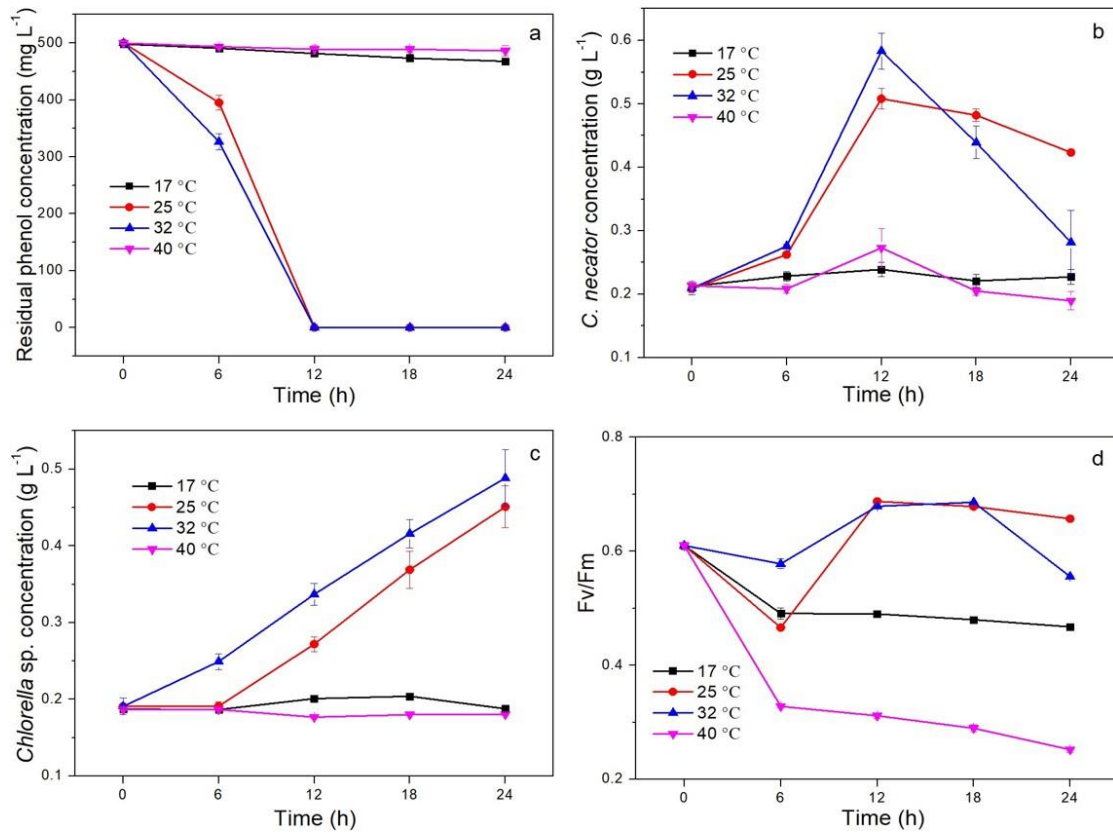 a
500
400
300
200
100
0
Residual phenol concentration (mg L⁻¹)
17 °C
25 °C
32 °C
40 °C
0 6 12 18 24
Time (h)
b
0.6
0.5
0.4
0.3
0.2
0.1
C. necator concentration (g L⁻¹)
17 °C
25 °C
32 °C
40 °C
0 6 12 18 24
Time (h)
c
0.5
0.4
0.3
0.2
0.1
Chlorella sp. concentration (g L⁻¹)
17 °C
25 °C
32 °C
40 °C
0 6 12 18 24
Time (h)
d
0.8
0.6
0.4
0.2
Fv/Fm
17 °C
25 °C
32 °C
40 °C
0 6 12 18 24
Time (h)